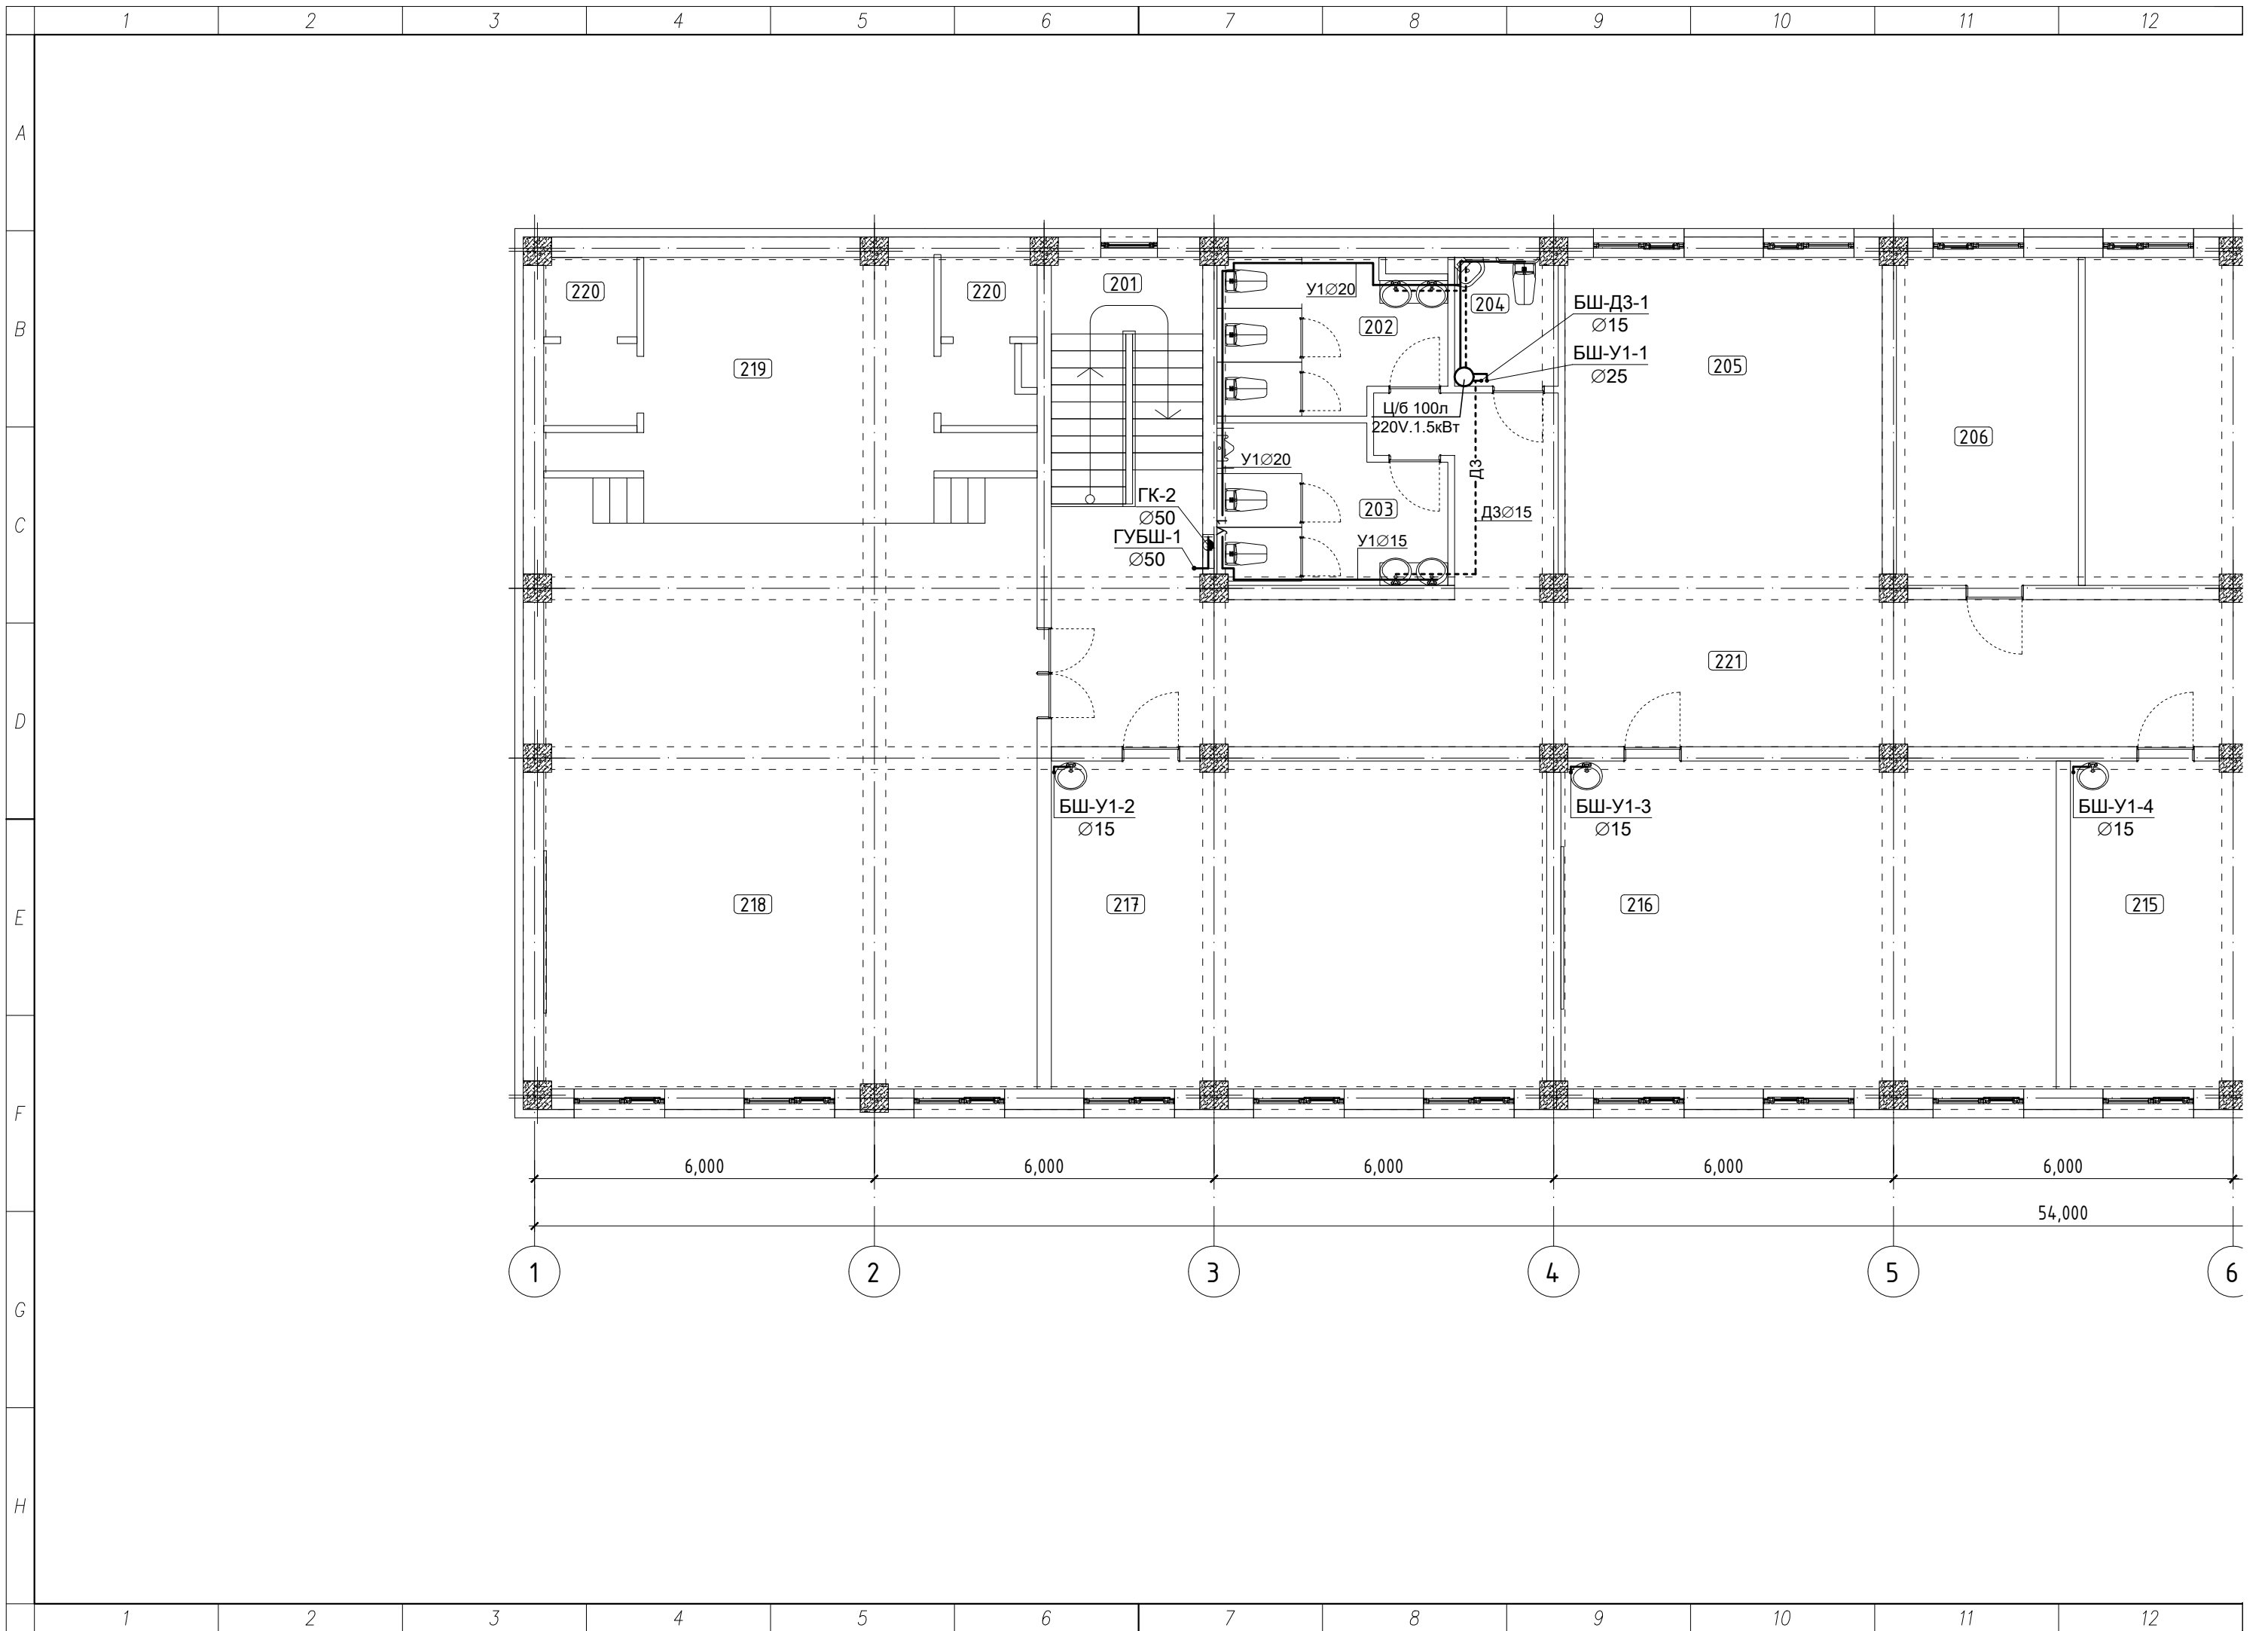 1 2 3 4 5 6 7 8 9 10 11 12
A
B
C
D
E
F
G
H
220
220
201
219
У1∅20
202
204
БШ-Д3-1
∅15
БШ-У1-1
∅25
205
Ц/б 100л
220V.1.5кВт
206
У1∅20
Д3
ГК-2
∅50
ГУБШ-1
∅50
У1
203
Д3∅15
У1∅15
221
БШ-У1-2
∅15
БШ-У1-3
∅15
БШ-У1-4
∅15
218
217
216
215
6,000 6,000 6,000 6,000 6,000
54,000
1 2 3 4 5 6
1 2 3 4 5 6 7 8 9 10 11 12